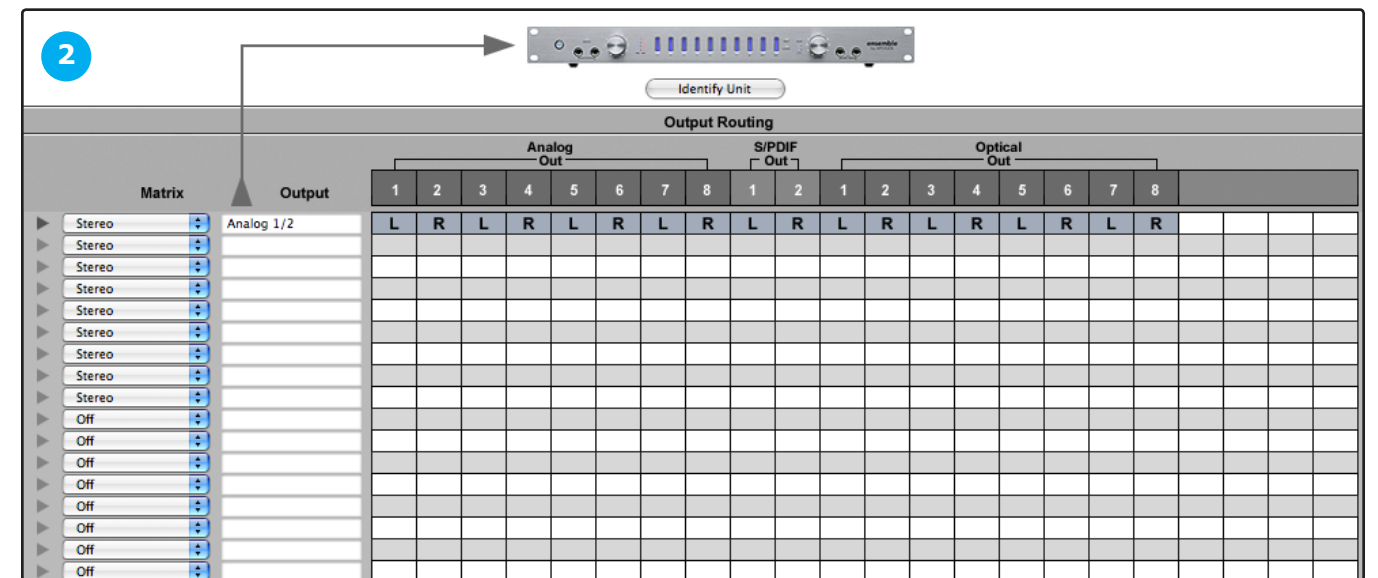 2
ensemble
Identify Unit
Output Routing
Analog S/PDIF Optical
Out Out Out
Matrix Output 1 2 3 4 5 6 7 8 1 2 1 2 3 4 5 6 7 8
Stereo Analog 1/2 L R L R L R L R L R L R L R L R L R
Stereo
Stereo
Stereo
Stereo
Stereo
Stereo
Stereo
Stereo
Off
Off
Off
Off
Off
Off
Off
Off